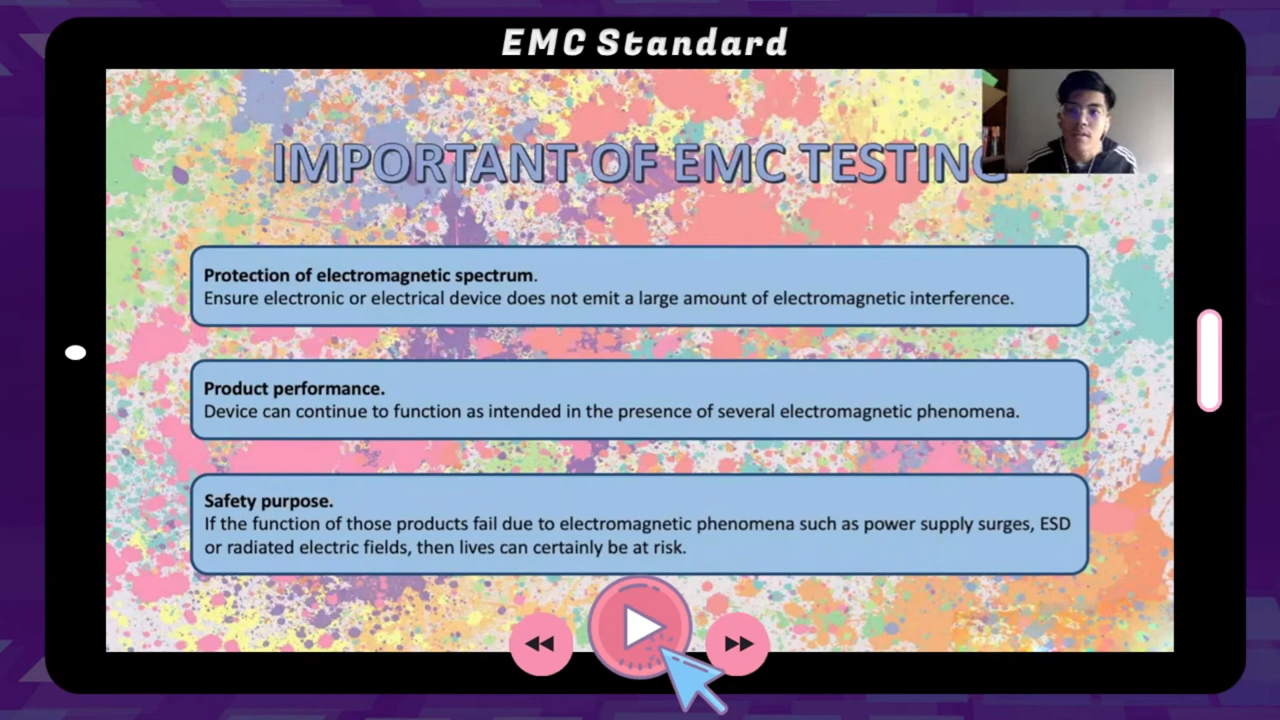 EMC Standard
IMPORTANT OF EMC TESTING
Protection of electromagnetic spectrum.
Ensure electronic or electrical device does not emit a large amount of electromagnetic interference.
Product performance.
Device can continue to function as intended in the presence of several electromagnetic phenomena.
Safety purpose.
If the function of those products fail due to electromagnetic phenomena such as power supply surges, ESD
or radiated electric fields, then lives can certainly be at risk.